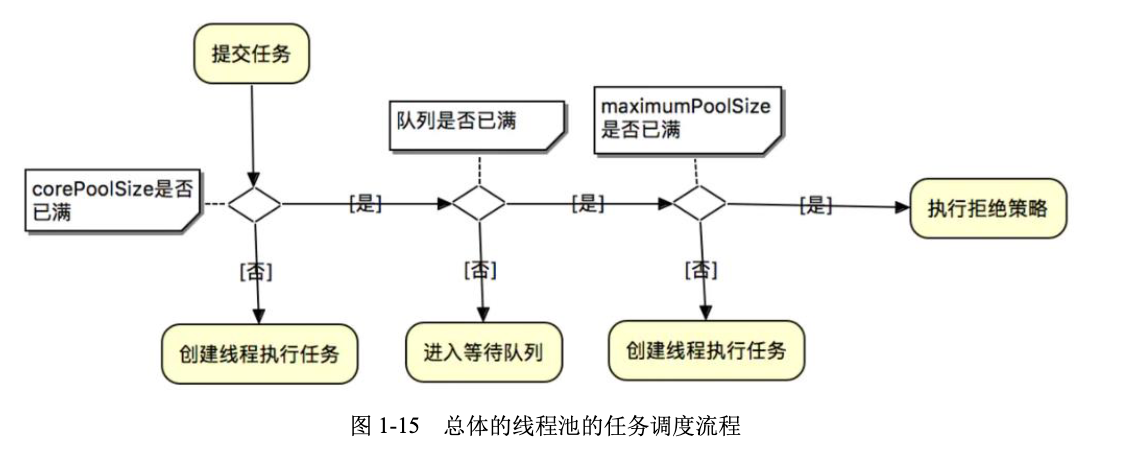 提交任务
队列是否已满
maximumPoolSize
是否已满
corePoolSize是否
已满
[是]
[是]
[是]
执行拒绝策略
[否]
[否]
[否]
创建线程执行任务
进入等待队列
创建线程执行任务
图 1-15 总体的线程池的任务调度流程